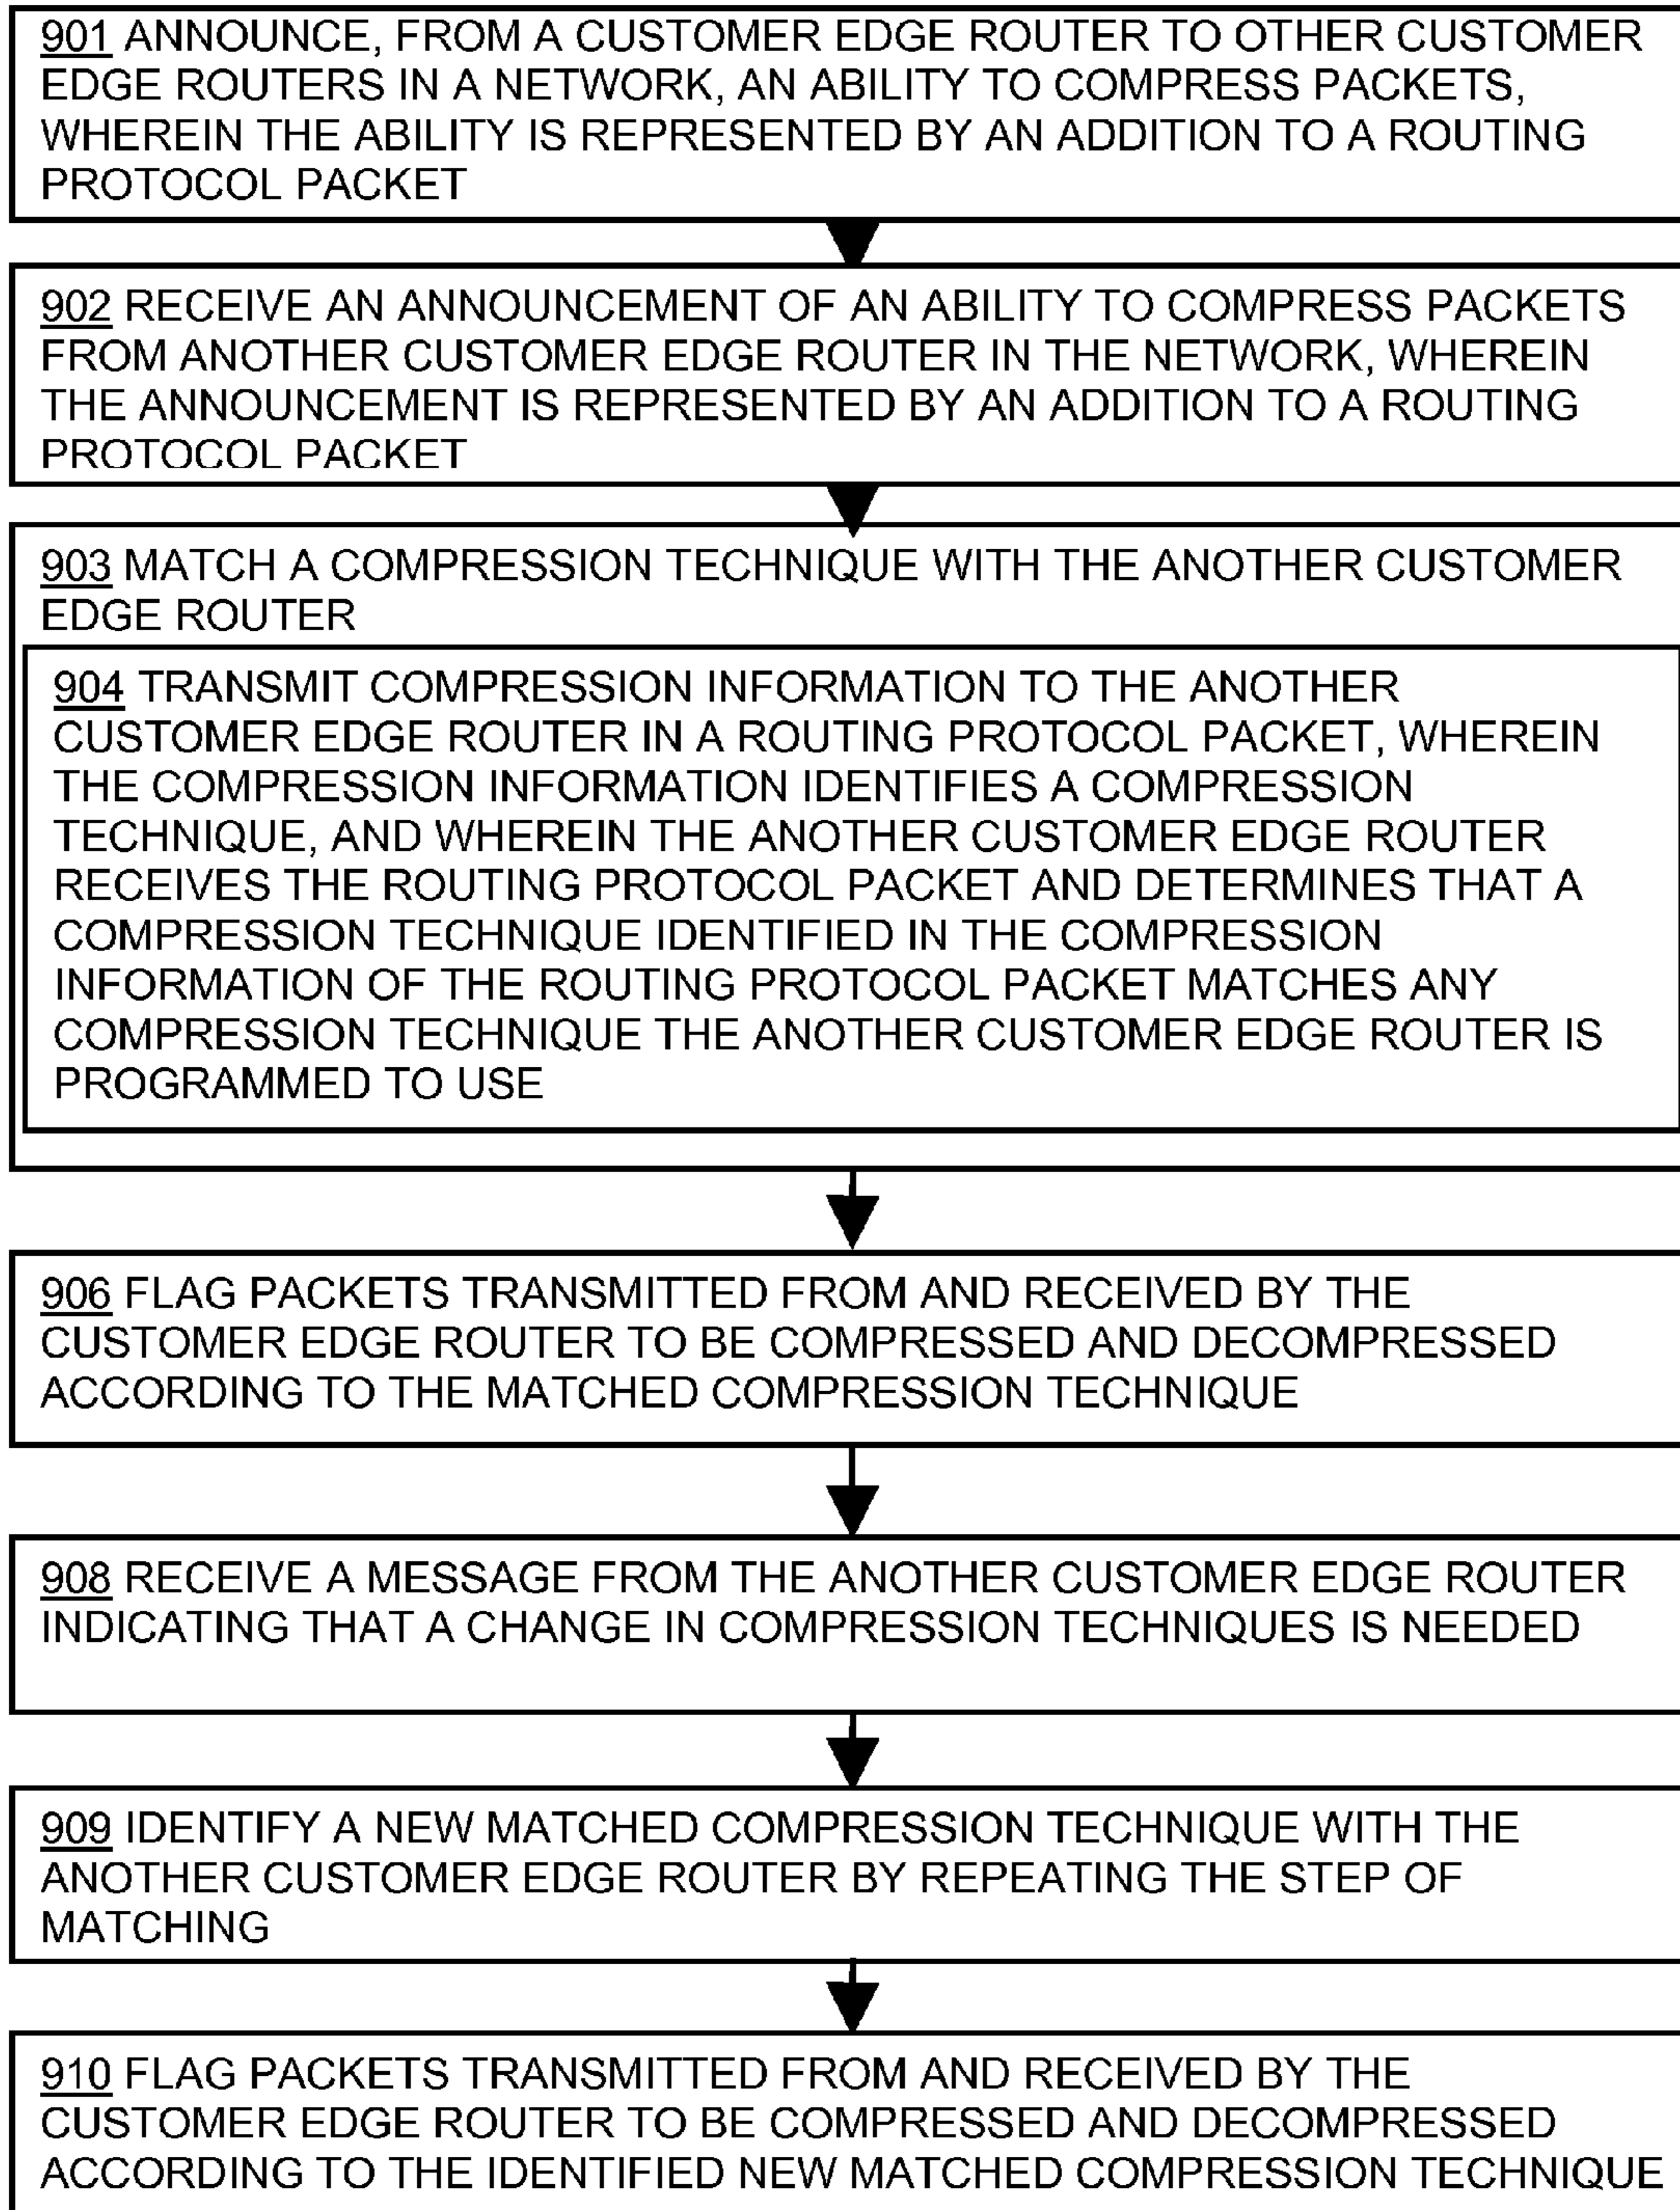 901 ANNOUNCE, FROM A CUSTOMER EDGE ROUTER TO OTHER CUSTOMER
EDGE ROUTERS IN A NETWORK, AN ABILITY TO COMPRESS PACKETS,
WHEREIN THE ABILITY IS REPRESENTED BY AN ADDITION TO A ROUTING
PROTOCOL PACKET
902 RECEIVE AN ANNOUNCEMENT OF AN ABILITY TO COMPRESS PACKETS
FROM ANOTHER CUSTOMER EDGE ROUTER IN THE NETWORK, WHEREIN
THE ANNOUNCEMENT IS REPRESENTED BY AN ADDITION TO A ROUTING
PROTOCOL PACKET
903 MATCH A COMPRESSION TECHNIQUE WITH THE ANOTHER CUSTOMER
EDGE ROUTER
904 TRANSMIT COMPRESSION INFORMATION TO THE ANOTHER
CUSTOMER EDGE ROUTER IN A ROUTING PROTOCOL PACKET, WHEREIN
THE COMPRESSION INFORMATION IDENTIFIES A COMPRESSION
TECHNIQUE, AND WHEREIN THE ANOTHER CUSTOMER EDGE ROUTER
RECEIVES THE ROUTING PROTOCOL PACKET AND DETERMINES THAT A
COMPRESSION TECHNIQUE IDENTIFIED IN THE COMPRESSION
INFORMATION OF THE ROUTING PROTOCOL PACKET MATCHES ANY
COMPRESSION TECHNIQUE THE ANOTHER CUSTOMER EDGE ROUTER IS
PROGRAMMED TO USE
906 FLAG PACKETS TRANSMITTED FROM AND RECEIVED BY THE
CUSTOMER EDGE ROUTER TO BE COMPRESSED AND DECOMPRESSED
ACCORDING TO THE MATCHED COMPRESSION TECHNIQUE
908 RECEIVE A MESSAGE FROM THE ANOTHER CUSTOMER EDGE ROUTER
INDICATING THAT A CHANGE IN COMPRESSION TECHNIQUES IS NEEDED
909 IDENTIFY A NEW MATCHED COMPRESSION TECHNIQUE WITH THE
ANOTHER CUSTOMER EDGE ROUTER BY REPEATING THE STEP OF
MATCHING
910 FLAG PACKETS TRANSMITTED FROM AND RECEIVED BY THE
CUSTOMER EDGE ROUTER TO BE COMPRESSED AND DECOMPRESSED
ACCORDING TO THE IDENTIFIED NEW MATCHED COMPRESSION TECHNIQUE